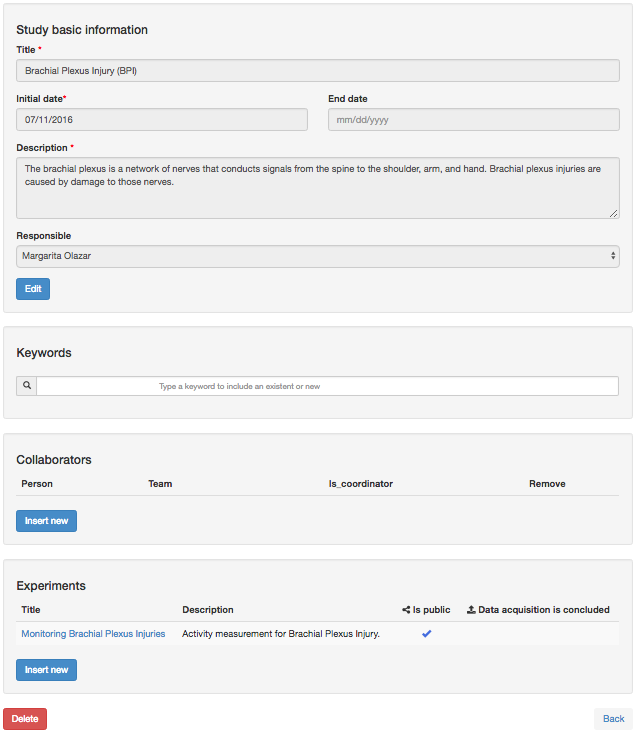 Study basic information
Title *
Brachial Plexus Injury (BPI)
Initial date* End date
07/11/2016 mm/dd/yyyy
Description *
The brachial plexus is a network of nerves that conducts signals from the spine to the shoulder, arm, and hand. Brachial plexus injuries are
caused by damage to those nerves.
Responsible
Margarita Olazar
Edit
Keywords
Type a keyword to include an existent or new
Collaborators
Person Team Is_coordinator Remove
Insert new
Experiments
Title Description Is public Data acquisition is concluded
Monitoring Brachial Plexus Injuries Activity measurement for Brachial Plexus Injury.
Insert new
Delete Back